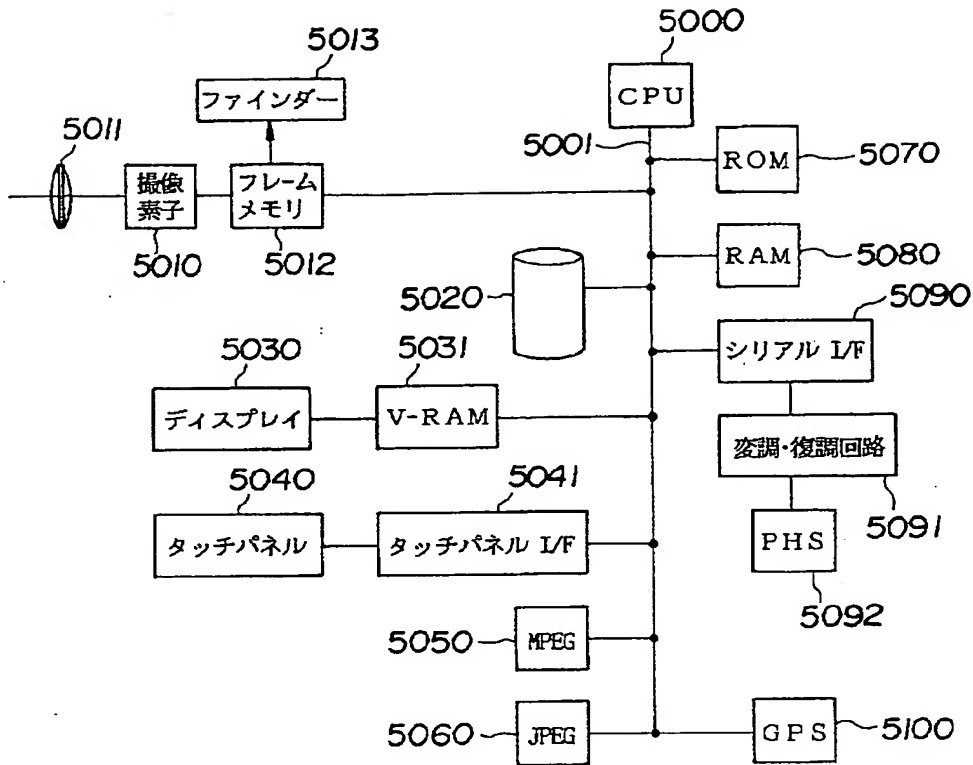 5000
5013
CPU
ファインダー
5011
5001
ROM
5070
撮像
素子
フレーム
メモリ
5010
5012
RAM
5080
5020
5090
シリアル I/F
5030
5031
ディスプレイ
V-RAM
変調・復調回路
5040
5041
5091
タッチパネル
タッチパネル I/F
PHS
5092
5050
MPEG
5060
JPEG
GPS
5100